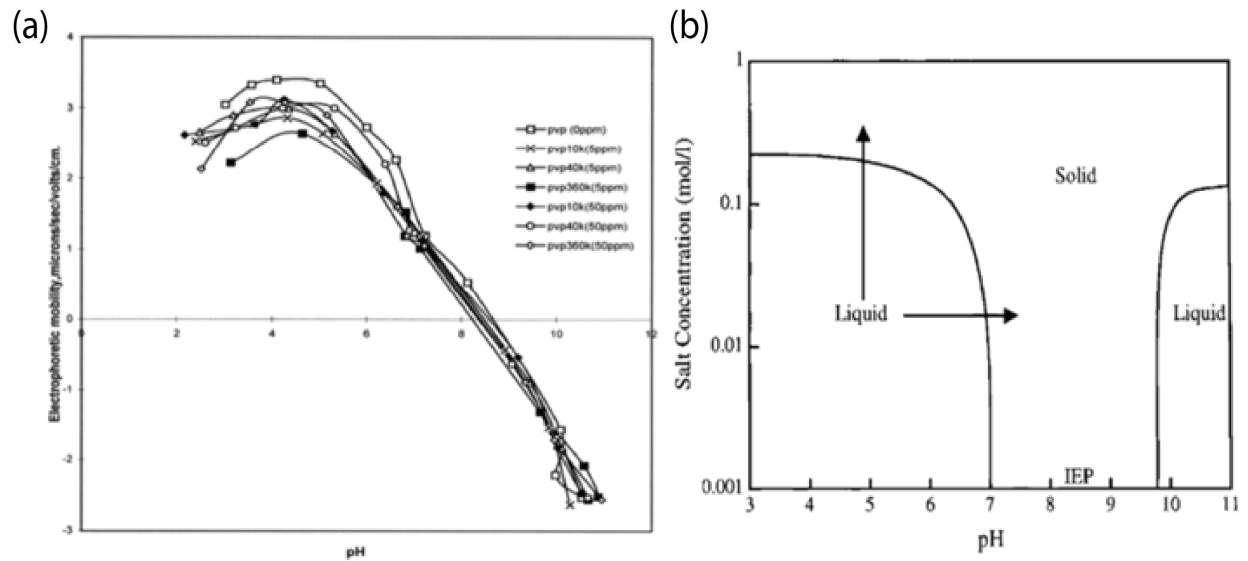 (a)
4
3
2
1
0
-1
-2
-3
0
2
4
6
8
10
12
Electrophoretic mobility,microns/sec/volts/cm.
pH
pvp (0ppm)
pvp10k(5ppm)
pvp40k(5ppm)
pvp360k(5ppm)
pvp10k(50ppm)
pvp40k(50ppm)
pvp360k(50ppm)
(b)
1
0.1
0.01
0.001
Salt Concentration (mol/l)
Solid
Liquid
Liquid
IEP
3
4
5
6
7
8
9
10
11
pH